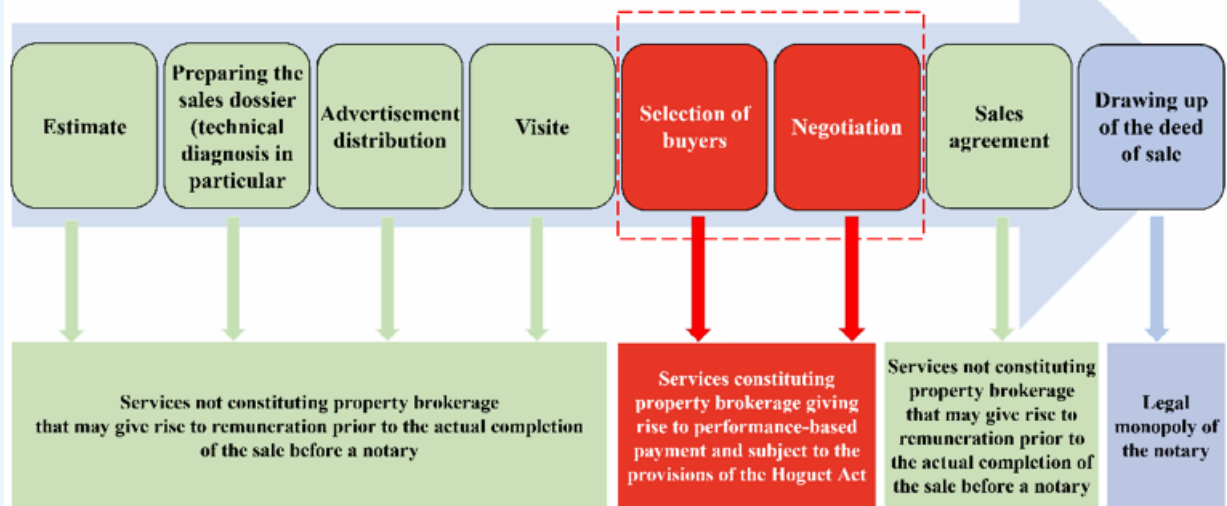 Estimate
Preparing the
sales dossier
(technical
diagnosis in
particular
Advertisement
distribution
Visite
Selection of
buyers
Negotiation
Sales
agreement
Drawing up
of the deed
of sale
Services not constituting property brokerage
that may give rise to remuneration prior to the actual completion
of the sale before a notary
Services constituting
property brokerage giving
rise to performance-based
payment and subject to the
provisions of the Hoguet Act
Services not constituting
property brokerage
that may give rise to
remuneration prior to
the actual completion of
the sale before a notary
Legal
monopoly of
the notary